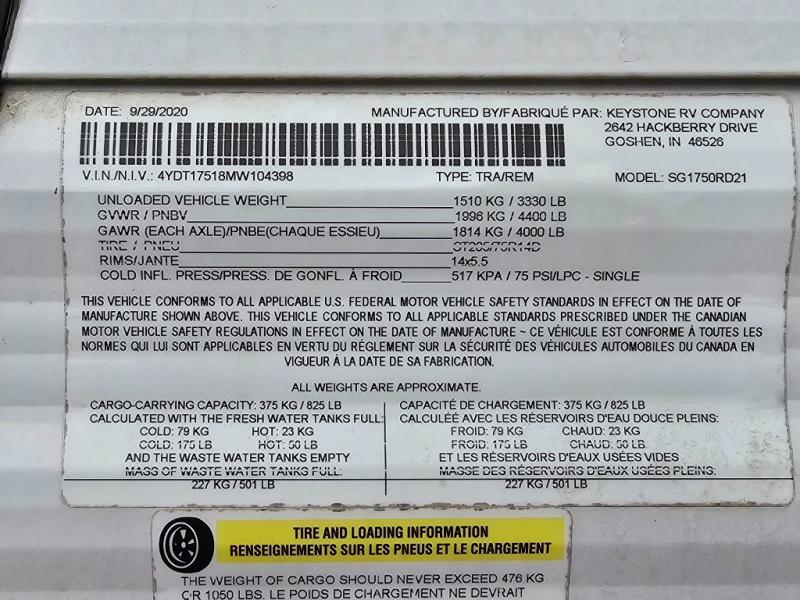 DATE: 9/29/2020 MANUFACTURED BY/FABRIQUÉ PAR: KEYSTONE RV COMPANY
2642 HACKBERRY DRIVE
GOSHEN, IN 46526
V.I.N./N.I.V.: 4YDT17518MW104398 TYPE: TRA/REM MODEL: SG1750RD21
UNLOADED VEHICLE WEIGHT 1510 KG / 3330 LB
GVWR / PNBV 1996 KG / 4400 LB
GAWR (EACH AXLE)/PNBE(CHAQUE ESSIEU) 1814 KG / 4000 LB
TIRE / PNEU ST205/75R14D
RIMS/JANTE 14x5.5
COLD INFL. PRESS/PRESS. DE GONFL. À FROID 517 KPA / 75 PSI/LPC - SINGLE
THIS VEHICLE CONFORMS TO ALL APPLICABLE U.S. FEDERAL MOTOR VEHICLE SAFETY STANDARDS IN EFFECT ON THE DATE OF
MANUFACTURE SHOWN ABOVE. THIS VEHICLE CONFORMS TO ALL APPLICABLE STANDARDS PRESCRIBED UNDER THE CANADIAN
MOTOR VEHICLE SAFETY REGULATIONS IN EFFECT ON THE DATE OF MANUFACTURE ~ CE VÉHICULE EST CONFORME À TOUTES LES
NORMES QUI LUI SONT APPLICABLES EN VERTU DU RÉGLEMENT SUR LA SÉCURITÉ DES VÉHICULES AUTOMOBILES DU CANADA EN
VIGUEUR À LA DATE DE SA FABRICATION.
ALL WEIGHTS ARE APPROXIMATE.
CARGO-CARRYING CAPACITY: 375 KG / 825 LB
CALCULATED WITH THE FRESH WATER TANKS FULL:
COLD: 79 KG HOT: 23 KG
COLD: 175 LB HOT: 50 LB
AND THE WASTE WATER TANKS EMPTY
MASS OF WASTE WATER TANKS FULL:
227 KG / 501 LB
CAPACITÉ DE CHARGEMENT: 375 KG / 825 LB
CALCULÉE AVEC LES RÉSERVOIRS D'EAU DOUCE PLEINS:
FROID: 79 KG CHAUD: 23 KG
FROID: 175 LB CHAUD: 50 LB
ET LES RÉSERVOIRS D'EAUX USÉES VIDES
MASSE DES RÉSERVOIRS D'EAUX USÉES PLEINS:
227 KG / 501 LB
TIRE AND LOADING INFORMATION
RENSEIGNEMENTS SUR LES PNEUS ET LE CHARGEMENT
THE WEIGHT OF CARGO SHOULD NEVER EXCEED 476 KG
OR 1050 LBS. LE POIDS DE CHARGEMENT NE DEVRAIT